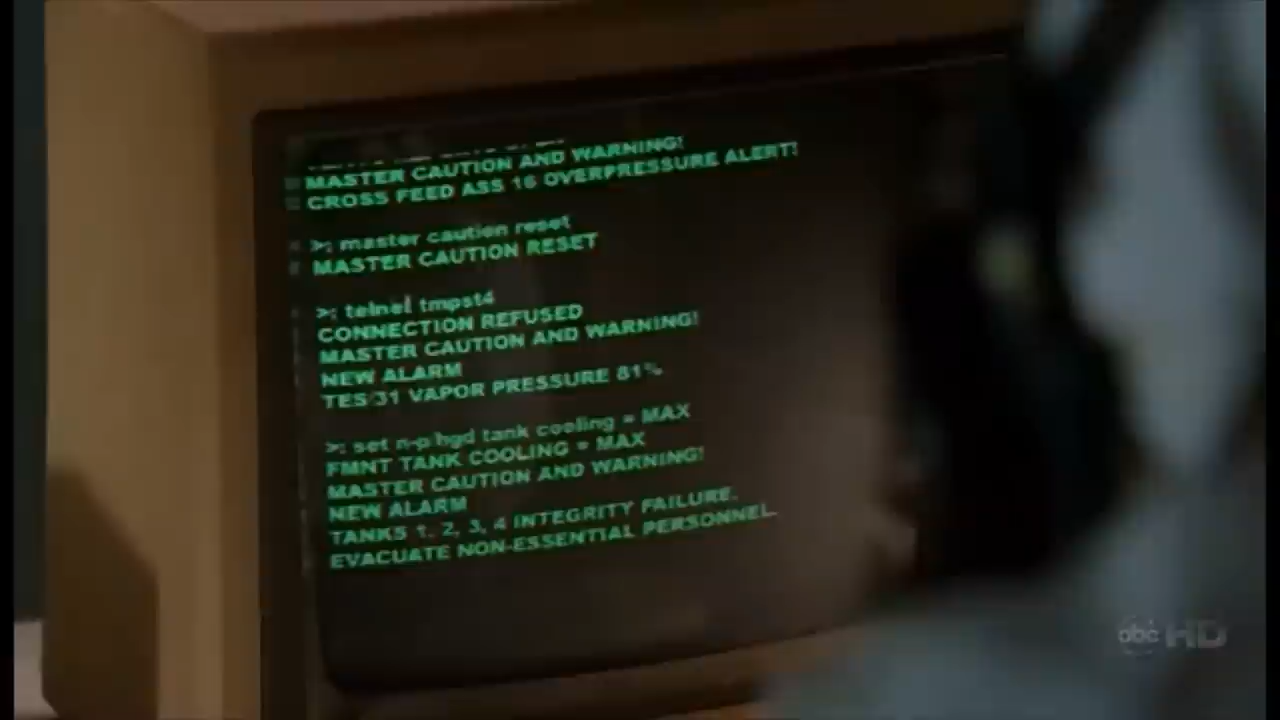 MASTER CAUTION AND WARNING!
CROSS FEED ASS 16 OVERPRESSURE ALERT!
>: master caution reset
MASTER CAUTION RESET
>: telnel tmpst4
CONNECTION REFUSED
MASTER CAUTION AND WARNING!
NEW ALARM
TES 31 VAPOR PRESSURE 81%
>: set n-p/hgd tank cooling = MAX
FMNT TANK COOLING = MAX
MASTER CAUTION AND WARNING!
NEW ALARM
TANKS 1, 2, 3, 4 INTEGRITY FAILURE.
EVACUATE NON-ESSENTIAL PERSONNEL.
abc HD